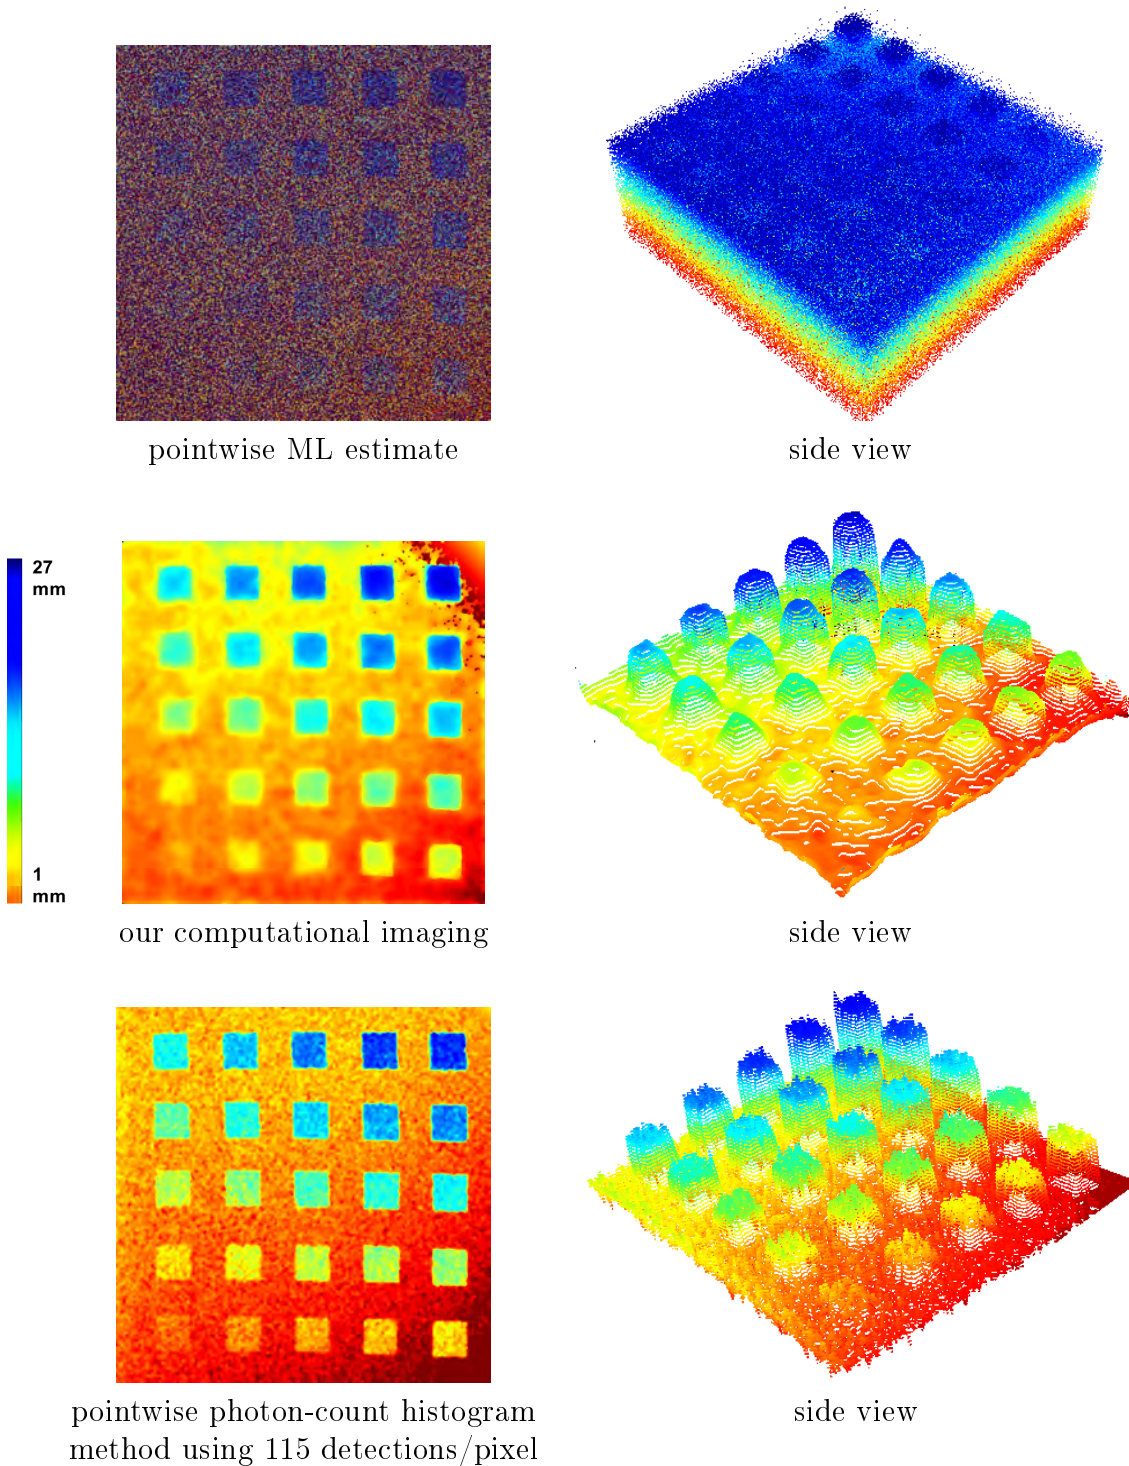 pointwise ML estimate
side view
27
mm
1
mm
our computational imaging
side view
pointwise photon-count histogram
method using 115 detections/pixel
side view